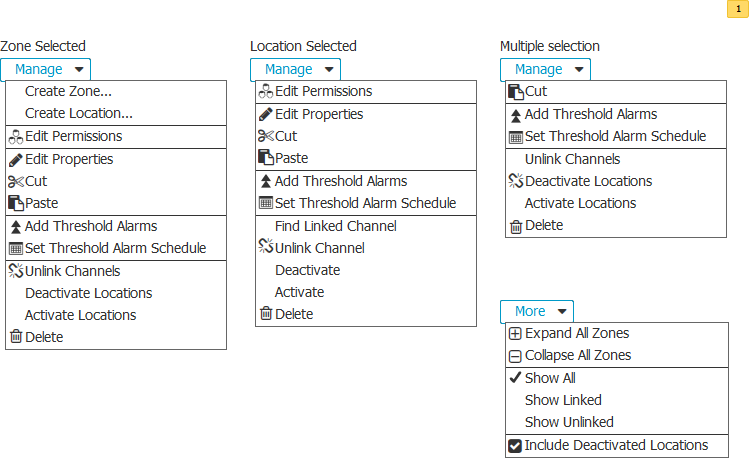 1
Zone Selected
Manage
Create Zone...
Create Location...
Edit Permissions
Edit Properties
Cut
Paste
Add Threshold Alarms
Set Threshold Alarm Schedule
Unlink Channels
Deactivate Locations
Activate Locations
Delete
Location Selected
Manage
Edit Permissions
Edit Properties
Cut
Paste
Add Threshold Alarms
Set Threshold Alarm Schedule
Find Linked Channel
Unlink Channel
Deactivate
Activate
Delete
Multiple selection
Manage
Cut
Add Threshold Alarms
Set Threshold Alarm Schedule
Unlink Channels
Deactivate Locations
Activate Locations
Delete
More
Expand All Zones
Collapse All Zones
Show All
Show Linked
Show Unlinked
Include Deactivated Locations